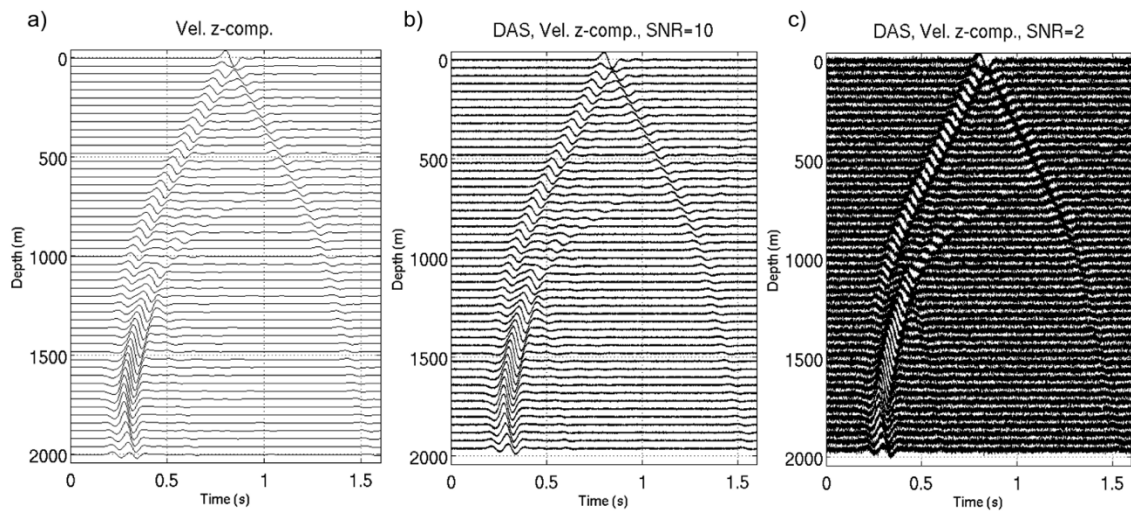 a)
Vel. z-comp.
0
500
1000
1500
2000
Depth (m)
0
0.5
1
1.5
Time (s)
b)
DAS, Vel. z-comp., SNR=10
0
500
1000
1500
2000
Depth (m)
0
0.5
1
1.5
Time (s)
c)
DAS, Vel. z-comp., SNR=2
0
500
1000
1500
2000
Depth (m)
0
0.5
1
1.5
Time (s)